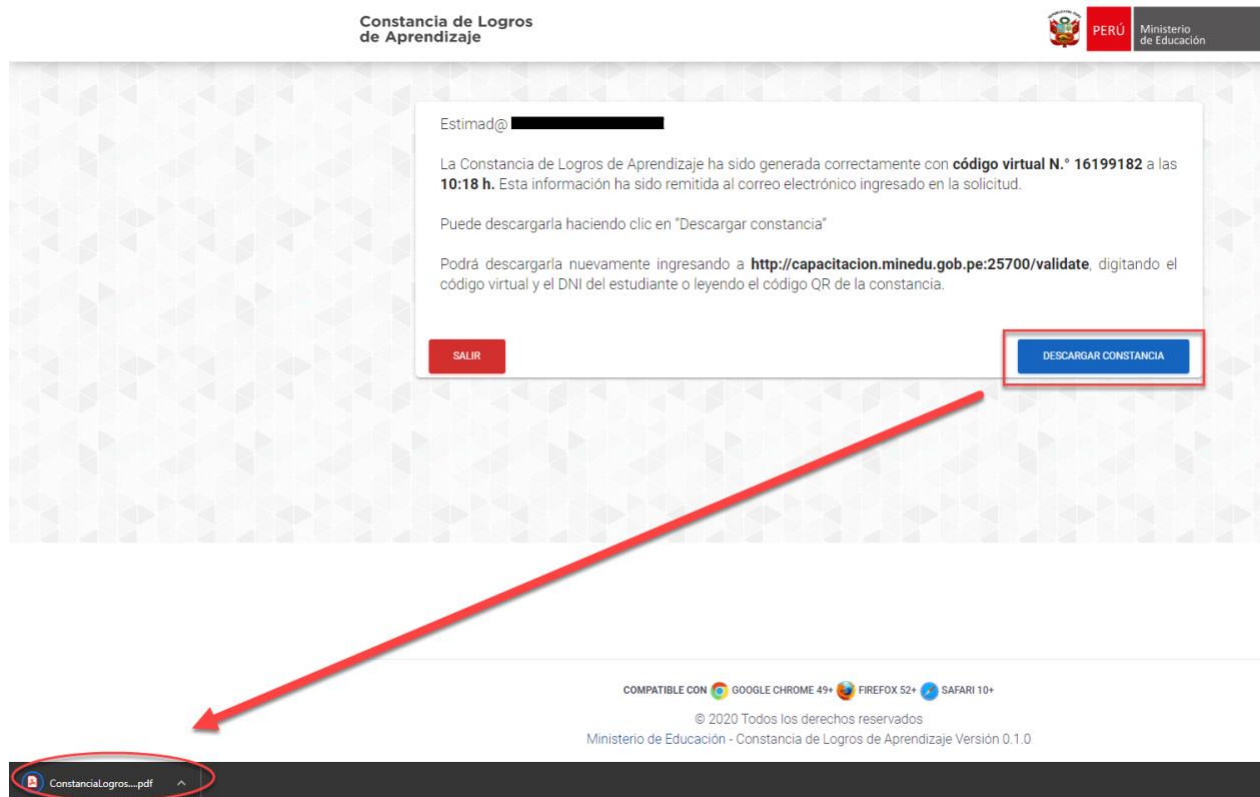 Constancia de Logros
de Aprendizaje
PERÚ
Ministerio
de Educación
Estimad@
La Constancia de Logros de Aprendizaje ha sido generada correctamente con código virtual N.° 16199182 a las
10:18 h. Esta información ha sido remitida al correo electrónico ingresado en la solicitud.
Puede descargarla haciendo clic en "Descargar constancia"
Podrá descargarla nuevamente ingresando a http://capacitacion.minedu.gob.pe:25700/validate, digitando el
código virtual y el DNI del estudiante o leyendo el código QR de la constancia.
SALIR
DESCARGAR CONSTANCIA
COMPATIBLE CON GOOGLE CHROME 49+ FIREFOX 52+ SAFARI 10+
© 2020 Todos los derechos reservados
Ministerio de Educación - Constancia de Logros de Aprendizaje Versión 0.1.0
ConstanciaLogros....pdf